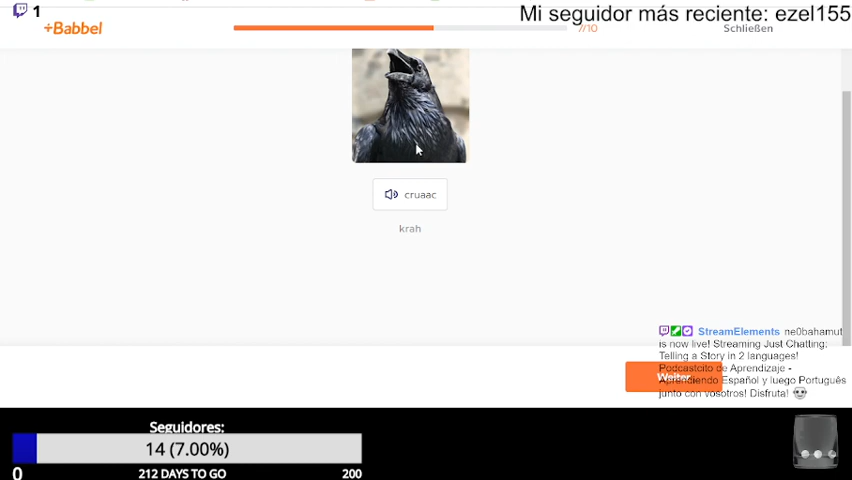 1
Mi seguidor más reciente: ezel155
+Babbel
7/10
Schließen
cruaac
krah
StreamElements ne0bahamut
is now live! Streaming Just Chatting:
Telling a Story in 2 languages!
Podcastcito de Aprendizaje -
Aprendiendo Español y luego Português
junto con vosotros! Disfruta!
Weiter
Seguidores:
14 (7.00%)
0
212 DAYS TO GO
200